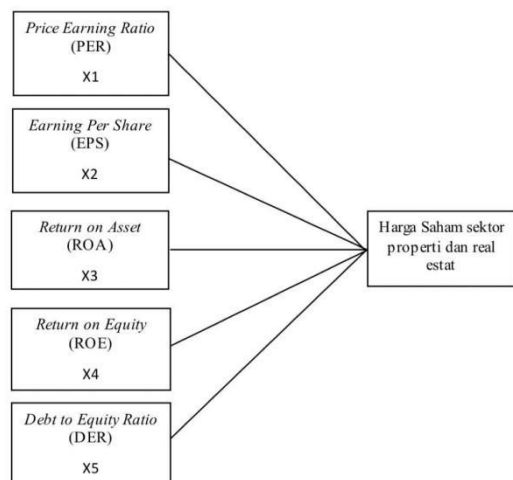 Price Earning Ratio
(PER)
X1
Earning Per Share
(EPS)
X2
Return on Asset
(ROA)
X3
Return on Equity
(ROE)
X4
Debt to Equity Ratio
(DER)
X5
Harga Saham sektor
properti dan real
estat